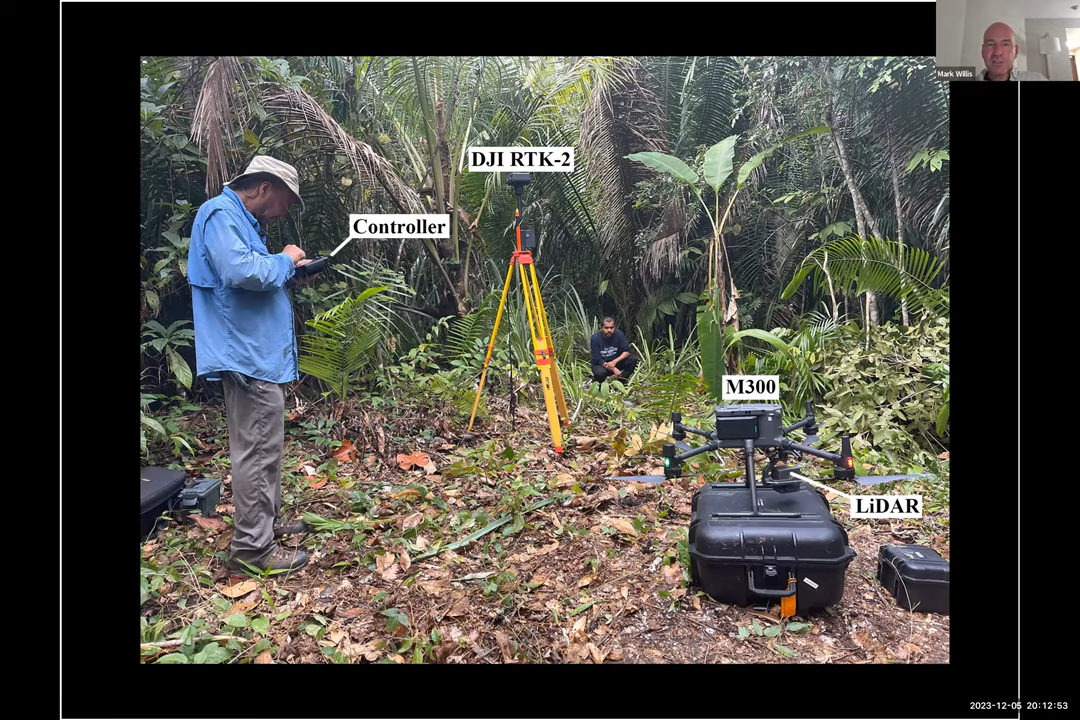 Mark Willis
DJI RTK-2
Controller
M300
LiDAR
2023-12-05 20:12:53